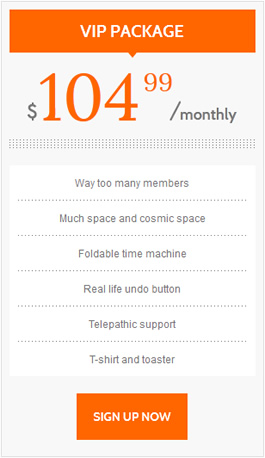 VIP PACKAGE
$104 99 /monthly
Way too many members
Much space and cosmic space
Foldable time machine
Real life undo button
Telepathic support
T-shirt and toaster
SIGN UP NOW